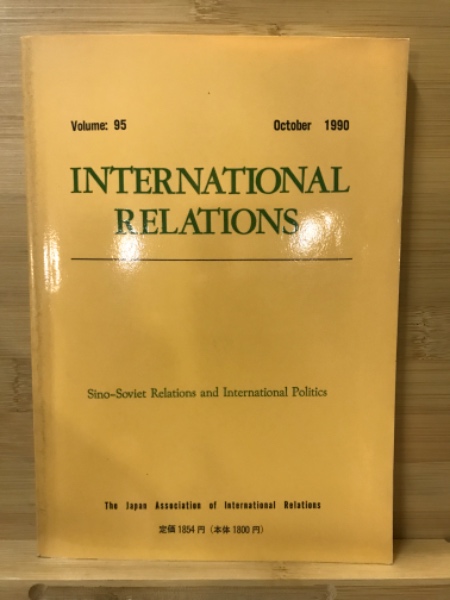 Volume: 95 October 1990
INTERNATIONAL
RELATIONS
Sino-Soviet Relations and International Politics
The Japan Association of International Relations
定価 1854 円 (本体 1800 円)